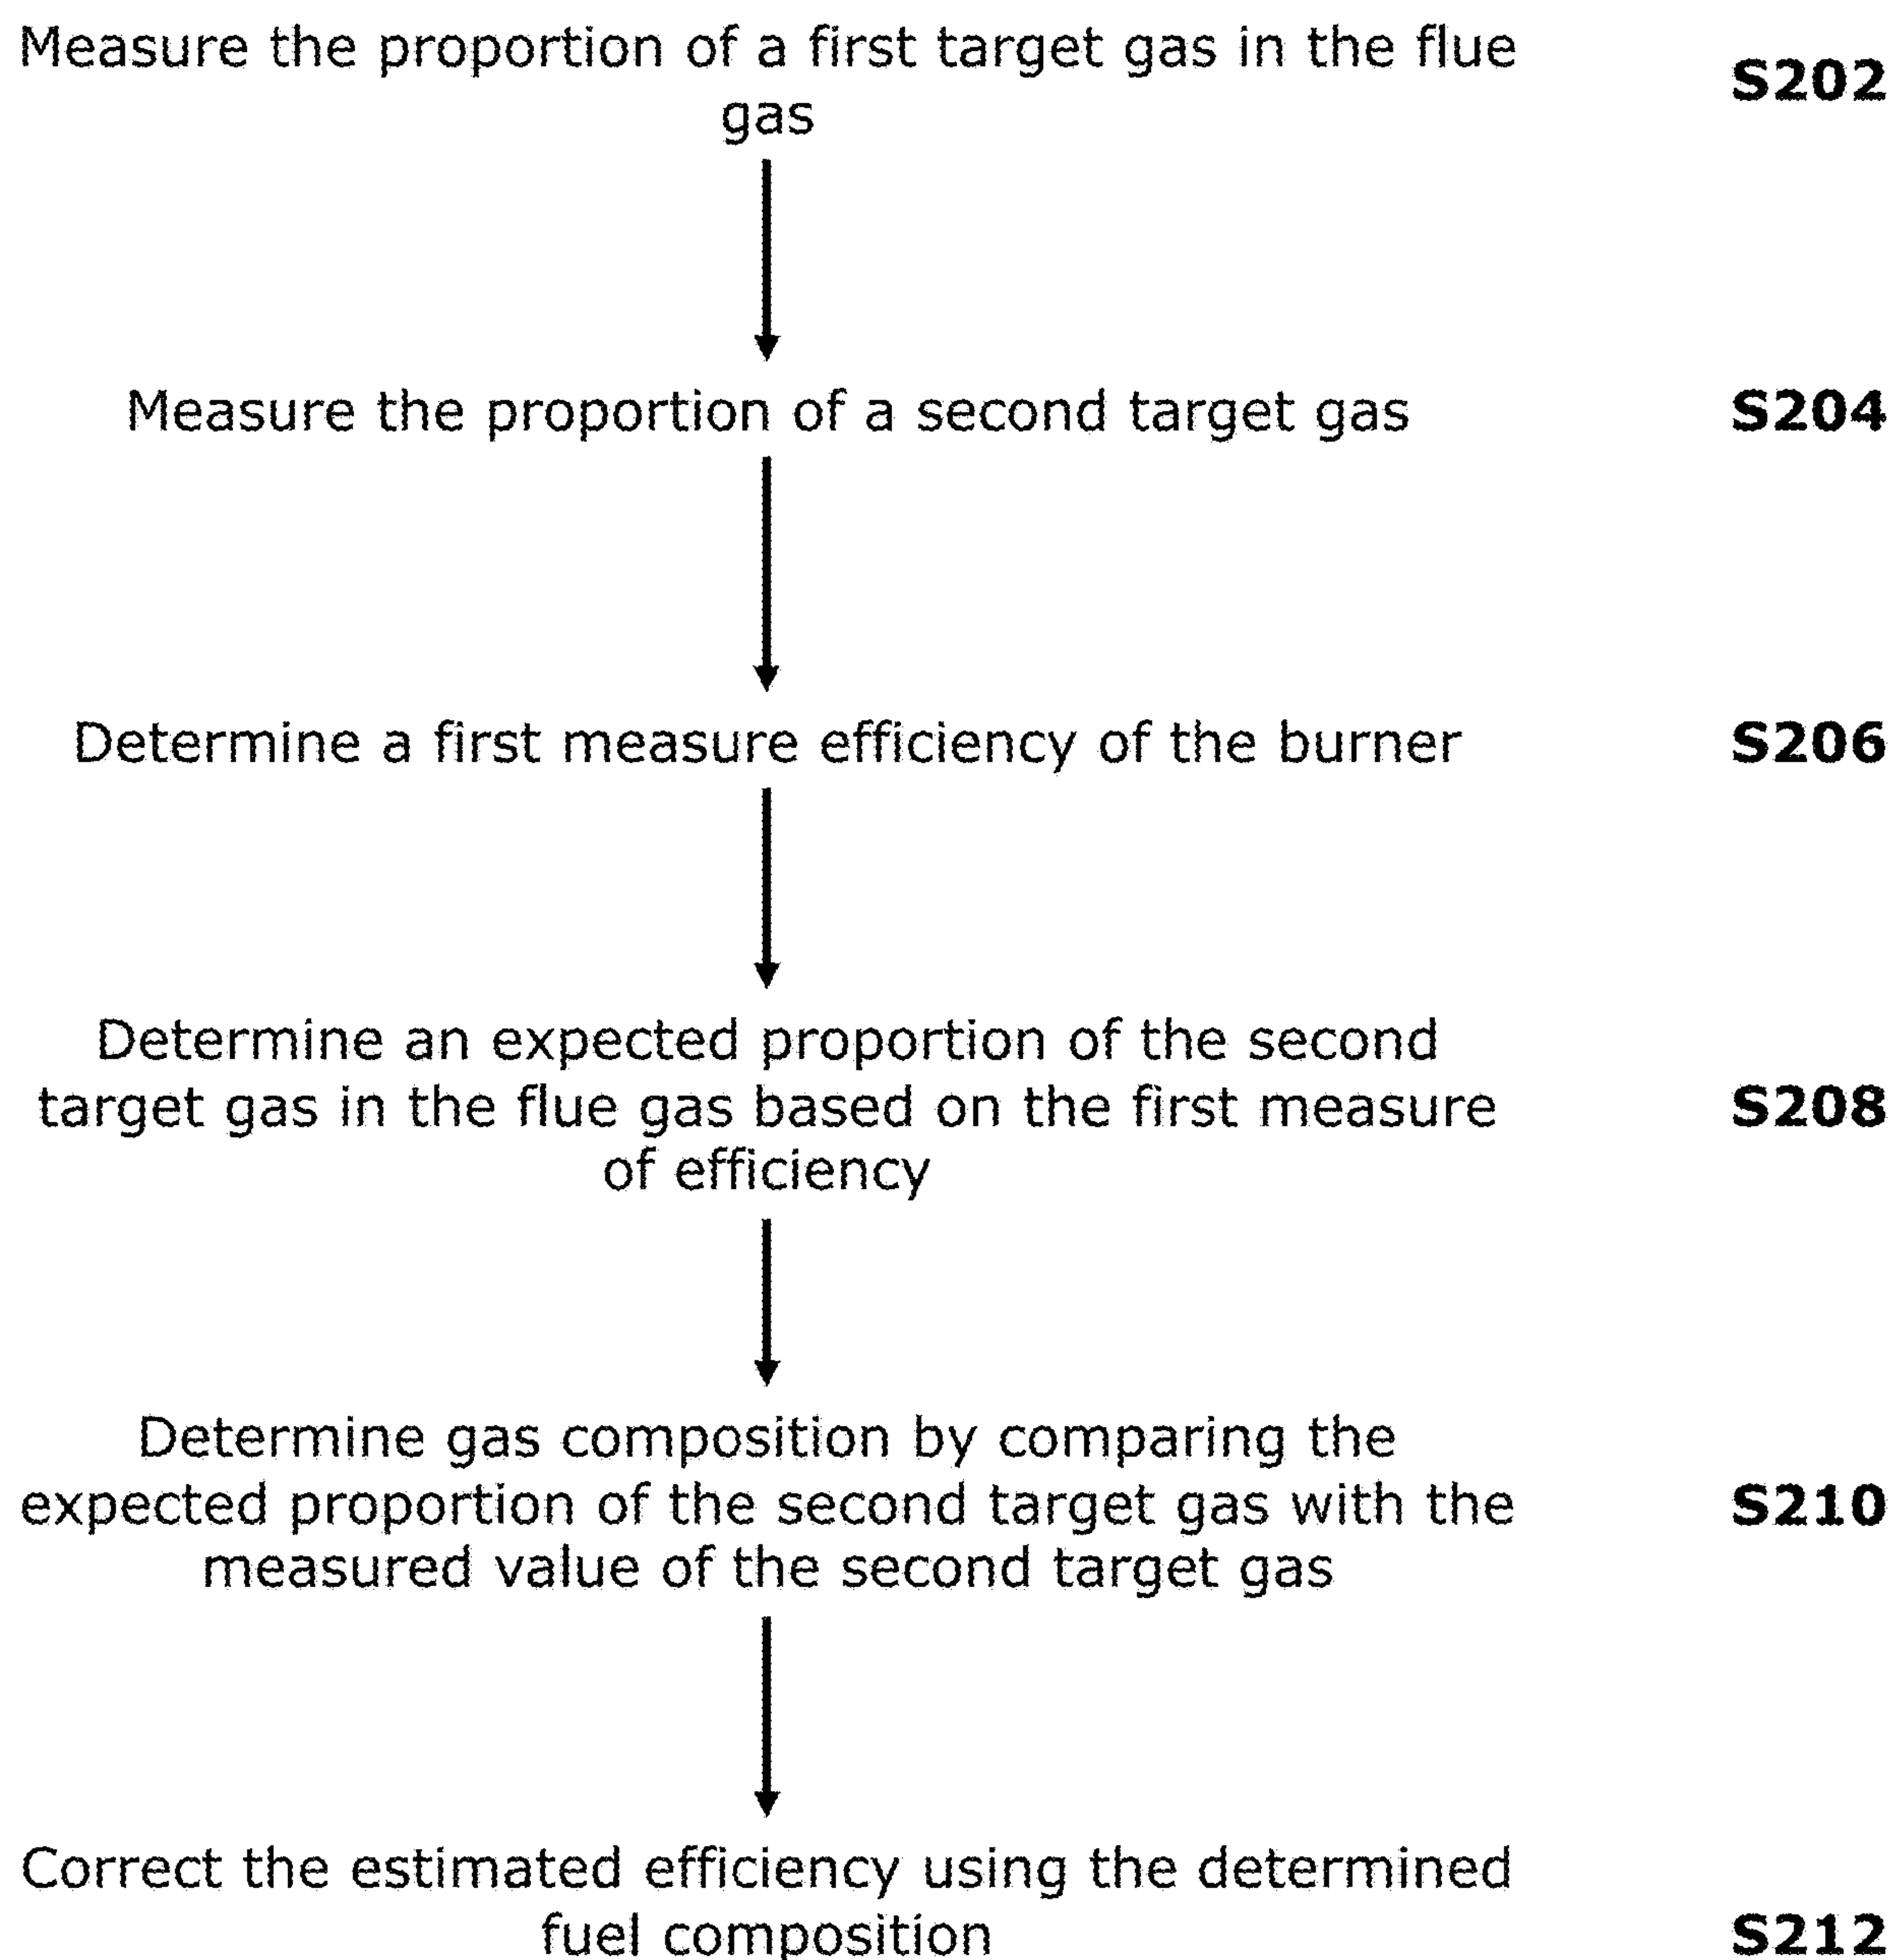 Measure the proportion of a first target gas in the flue
gas
S202
Measure the proportion of a second target gas
S204
Determine a first measure efficiency of the burner
S206
Determine an expected proportion of the second
target gas in the flue gas based on the first measure
of efficiency
S208
Determine gas composition by comparing the
expected proportion of the second target gas with the
measured value of the second target gas
S210
Correct the estimated efficiency using the determined
fuel composition
S212